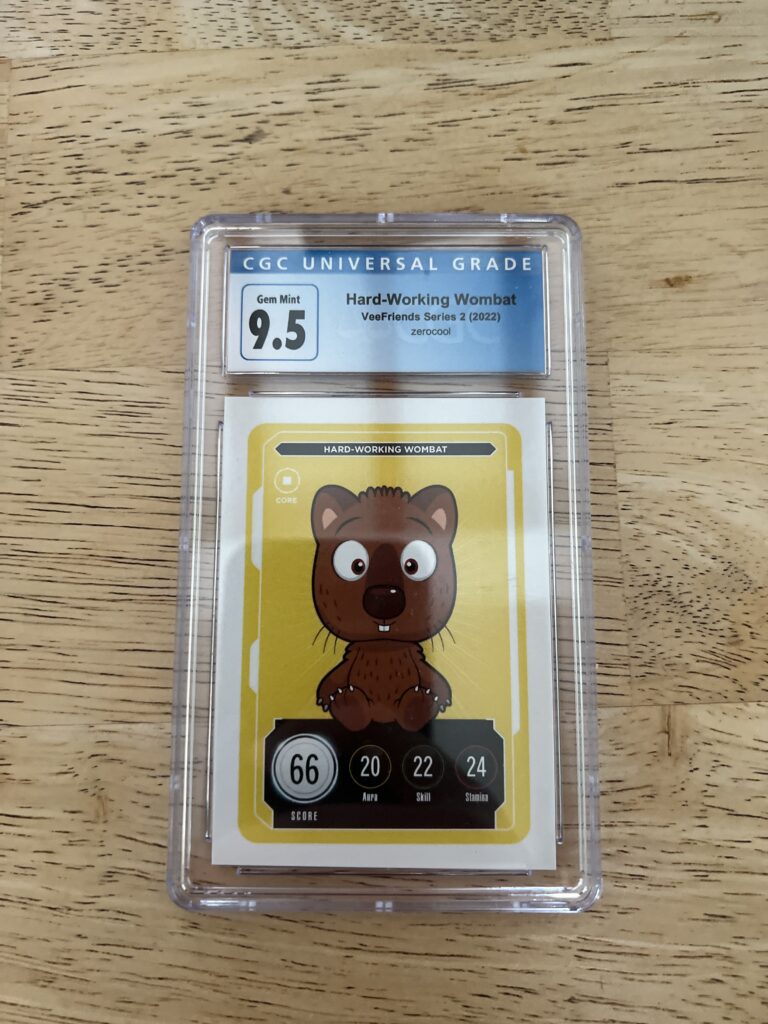 CGC UNIVERSAL GRADE
Gem Mint
9.5
Hard-Working Wombat
VeeFriends Series 2 (2022)
zerocool
HARD-WORKING WOMBAT
CORE
66
20
22
24
Aura
Skill
Stamina
SCORE